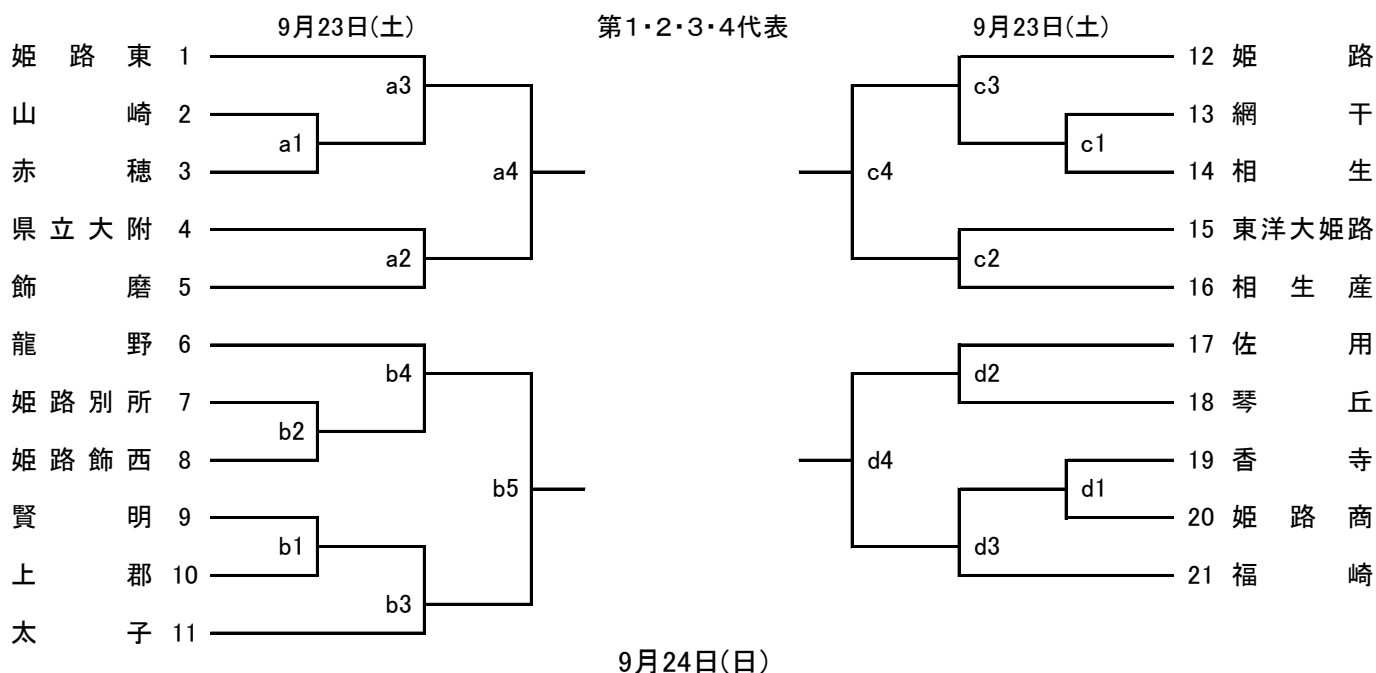 9月23日(土) 第1・2・3・4代表 9月23日(土)
姫路東 1 12 姫路
a3 c3
山崎 2 13 網干
a1 c1
赤穂 3 a4 c4 14 相生
県立大附 4 15 東洋大姫路
a2 c2
飾磨 5 16 相生産
龍野 6 17 佐用
b4 d2
姫路別所 7 18 琴丘
b2
姫路飾西 8 d4 19 香寺
b5 d1
賢明 9 20 姫路商
b1 d3
上郡 10 21 福崎
b3
太子 11
9月24日(日)